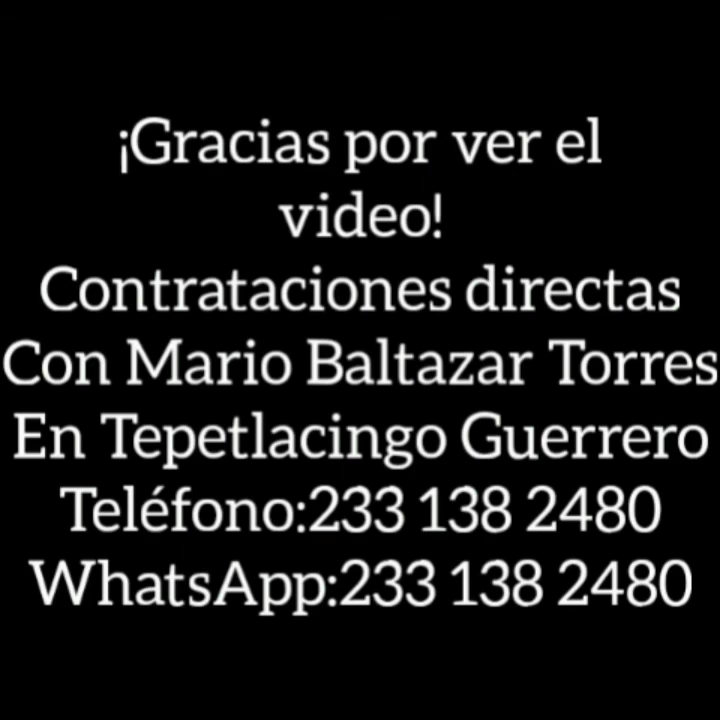 ¡Gracias por ver el
video!
Contrataciones directas
Con Mario Baltazar Torres
En Tepetlacingo Guerrero
Teléfono:233 138 2480
WhatsApp:233 138 2480